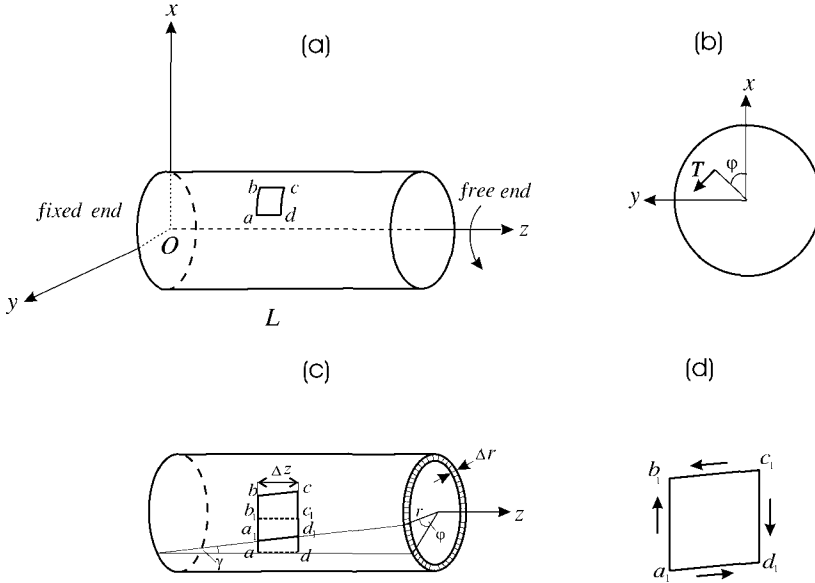 (a)
(b)
x
x
b c
a d
fixed end
free end
O
z
y
L
T φ
y
(c)
(d)
Δz
b c
b₁ c₁
a₁ d₁
a d
γ
Δr
r φ
z
b₁ c₁
a₁ d₁